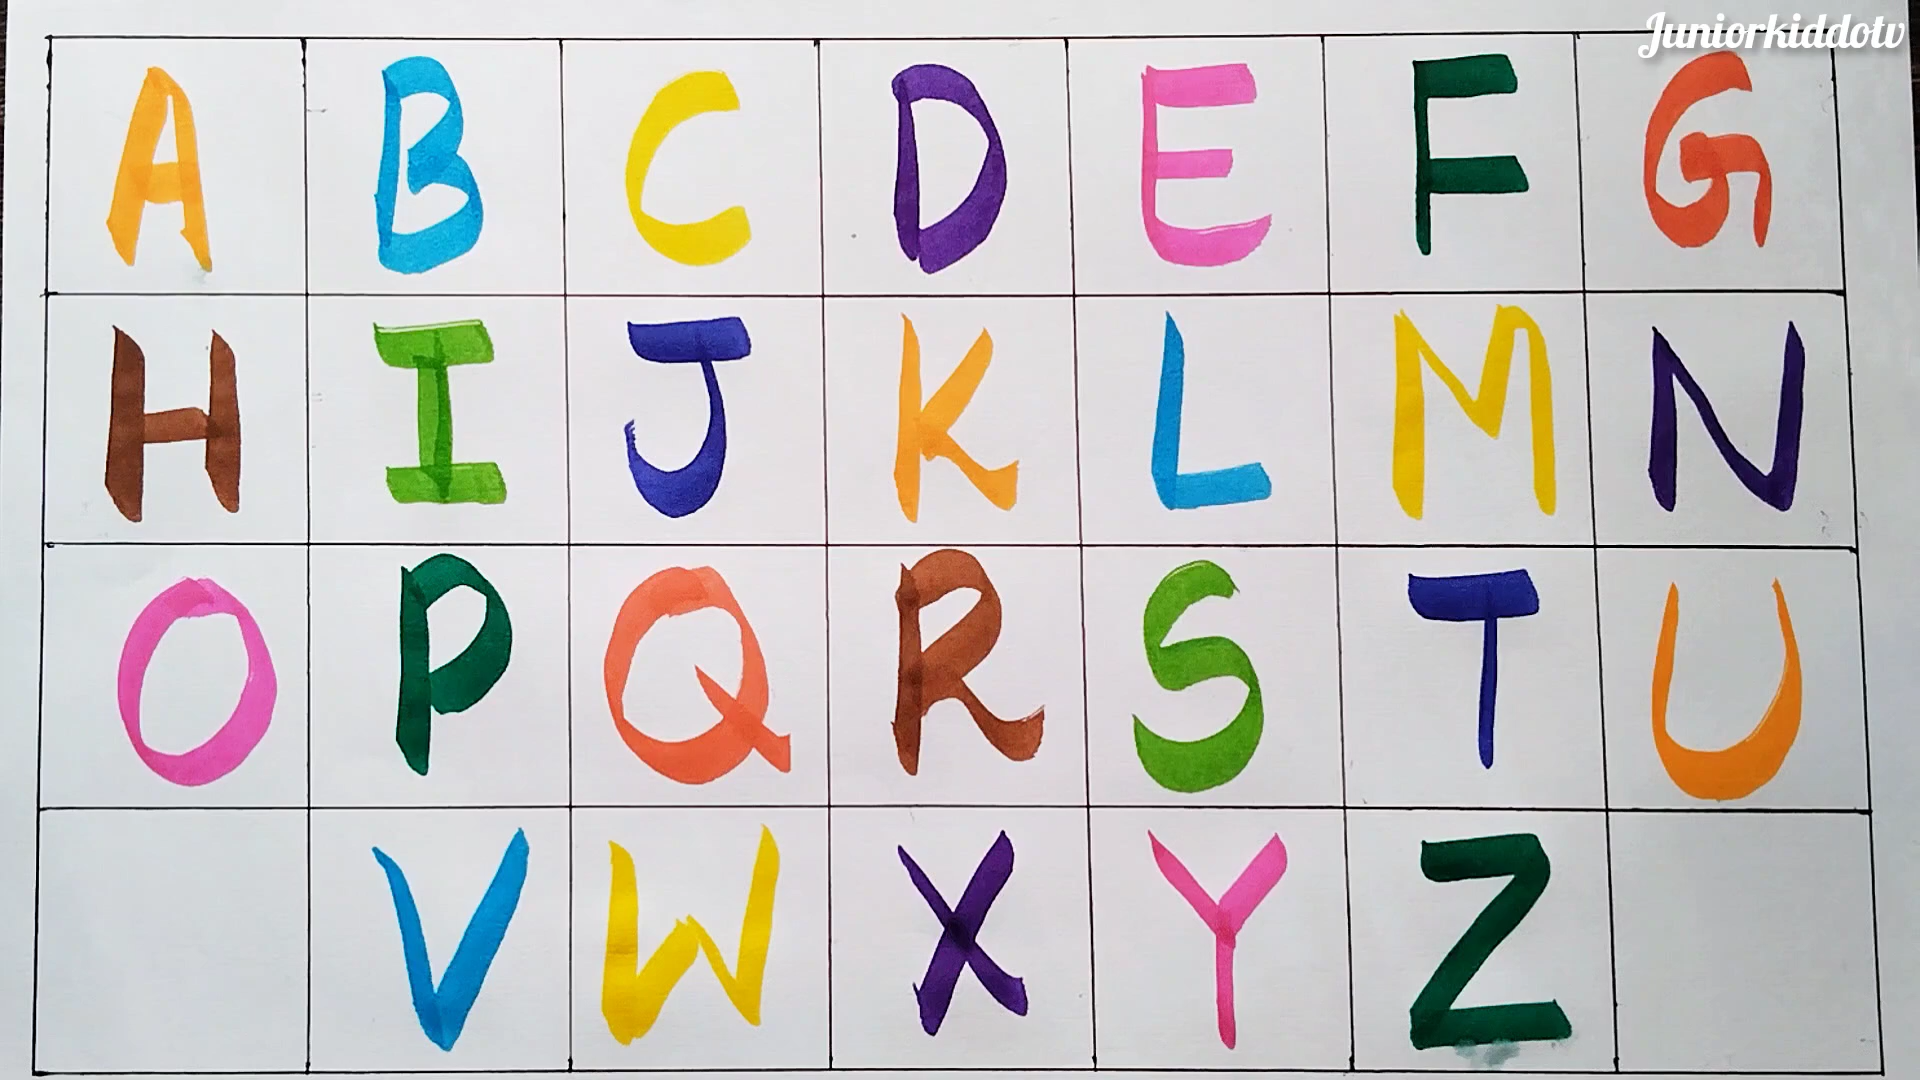 Juniorkiddotv
A B C D E F G
H I J K L M N
O P Q R S T U
V W X Y Z